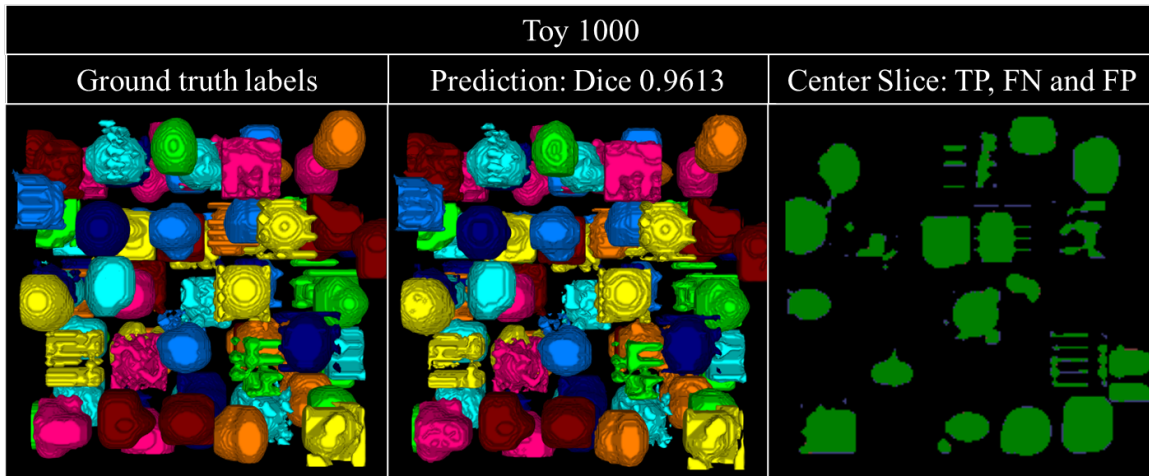 Toy 1000
Ground truth labels
Prediction: Dice 0.9613
Center Slice: TP, FN and FP